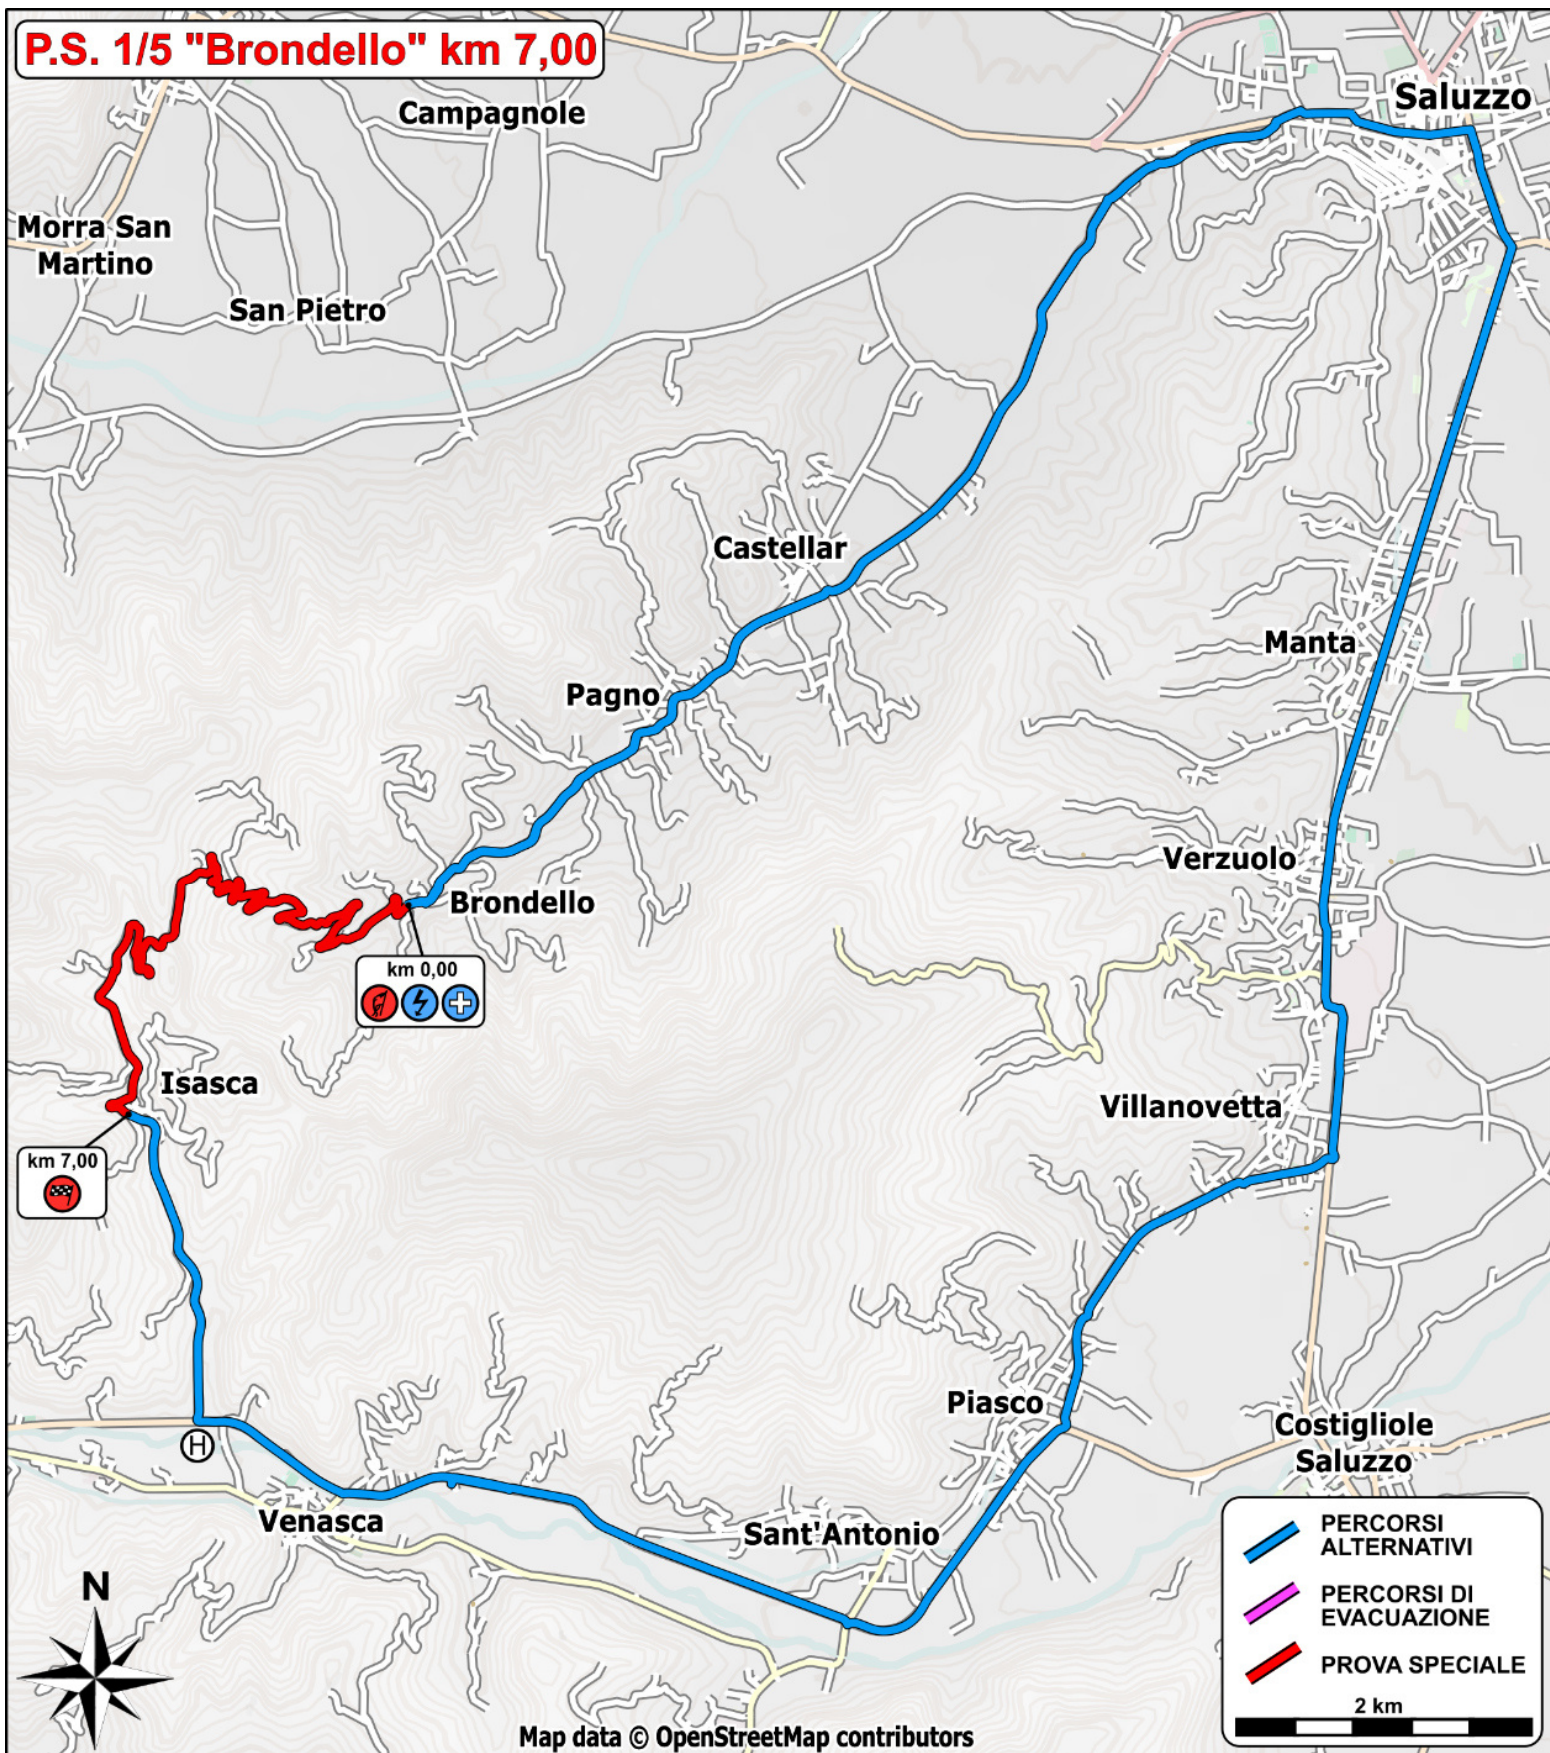 P.S. 1/5 "Brondello" km 7,00
Campagnole
Saluzzo
Morra San
Martino
San Pietro
Castellar
Manta
Pagno
Verzuolo
Brondello
km 0,00
Isasca
Villanovetta
km 7,00
Piasco
Costigliole
Saluzzo
H
Venasca
Sant'Antonio
PERCORSI
ALTERNATIVI
PERCORSI DI
EVACUAZIONE
PROVA SPECIALE
2 km
N
Map data © OpenStreetMap contributors